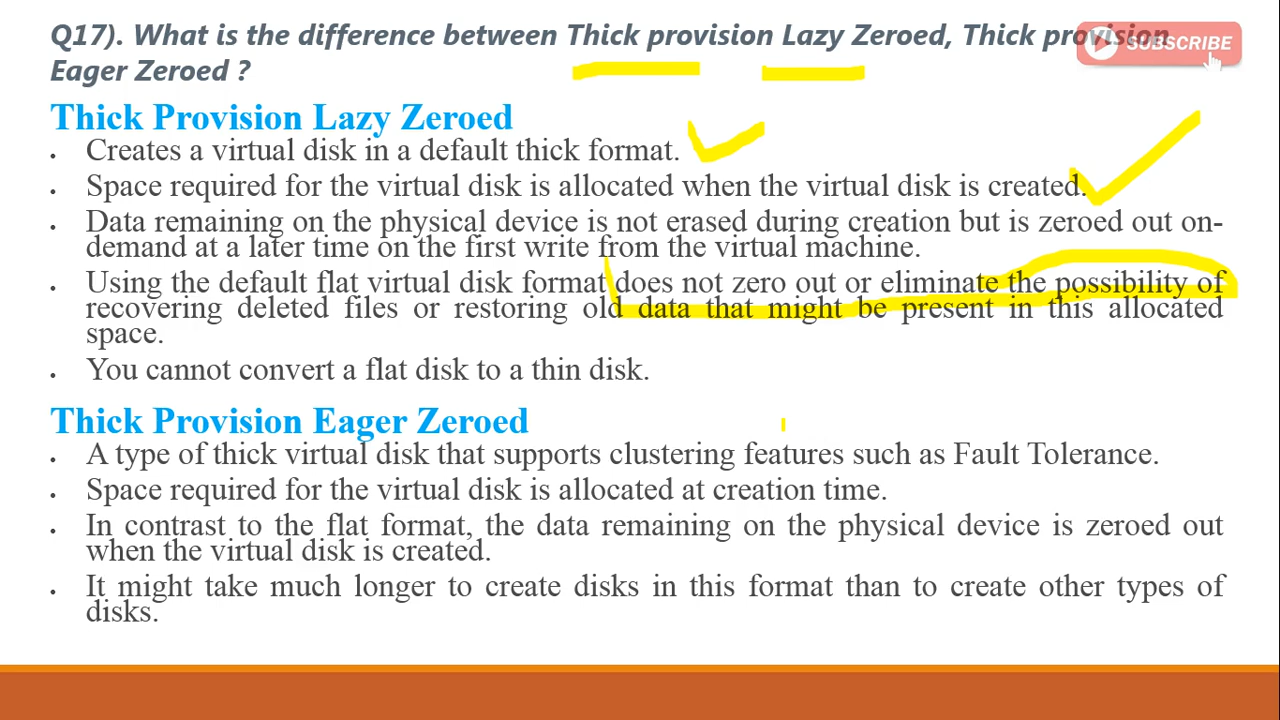 Q17). What is the difference between Thick provision Lazy Zeroed, Thick provision
SUBSCRIBE
Eager Zeroed ?
Thick Provision Lazy Zeroed
• Creates a virtual disk in a default thick format.
• Space required for the virtual disk is allocated when the virtual disk is created.
• Data remaining on the physical device is not erased during creation but is zeroed out on-
demand at a later time on the first write from the virtual machine.
• Using the default flat virtual disk format does not zero out or eliminate the possibility of
recovering deleted files or restoring old data that might be present in this allocated
space.
• You cannot convert a flat disk to a thin disk.
Thick Provision Eager Zeroed
• A type of thick virtual disk that supports clustering features such as Fault Tolerance.
• Space required for the virtual disk is allocated at creation time.
• In contrast to the flat format, the data remaining on the physical device is zeroed out
when the virtual disk is created.
• It might take much longer to create disks in this format than to create other types of
disks.